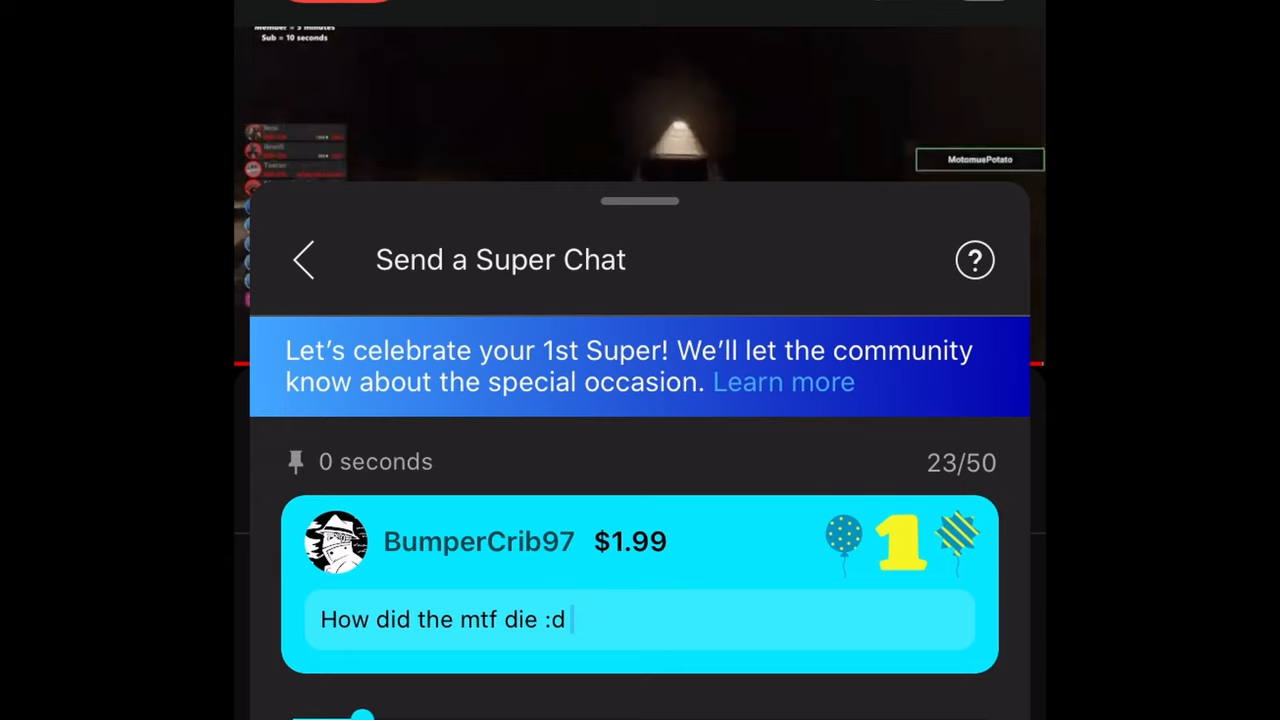 Member = 5 minutes
Sub = 10 seconds
MotomusPotato
Send a Super Chat
?
Let's celebrate your 1st Super! We'll let the community
know about the special occasion. Learn more
0 seconds
23/50
BumperCrib97 $1.99
1
How did the mtf die :d